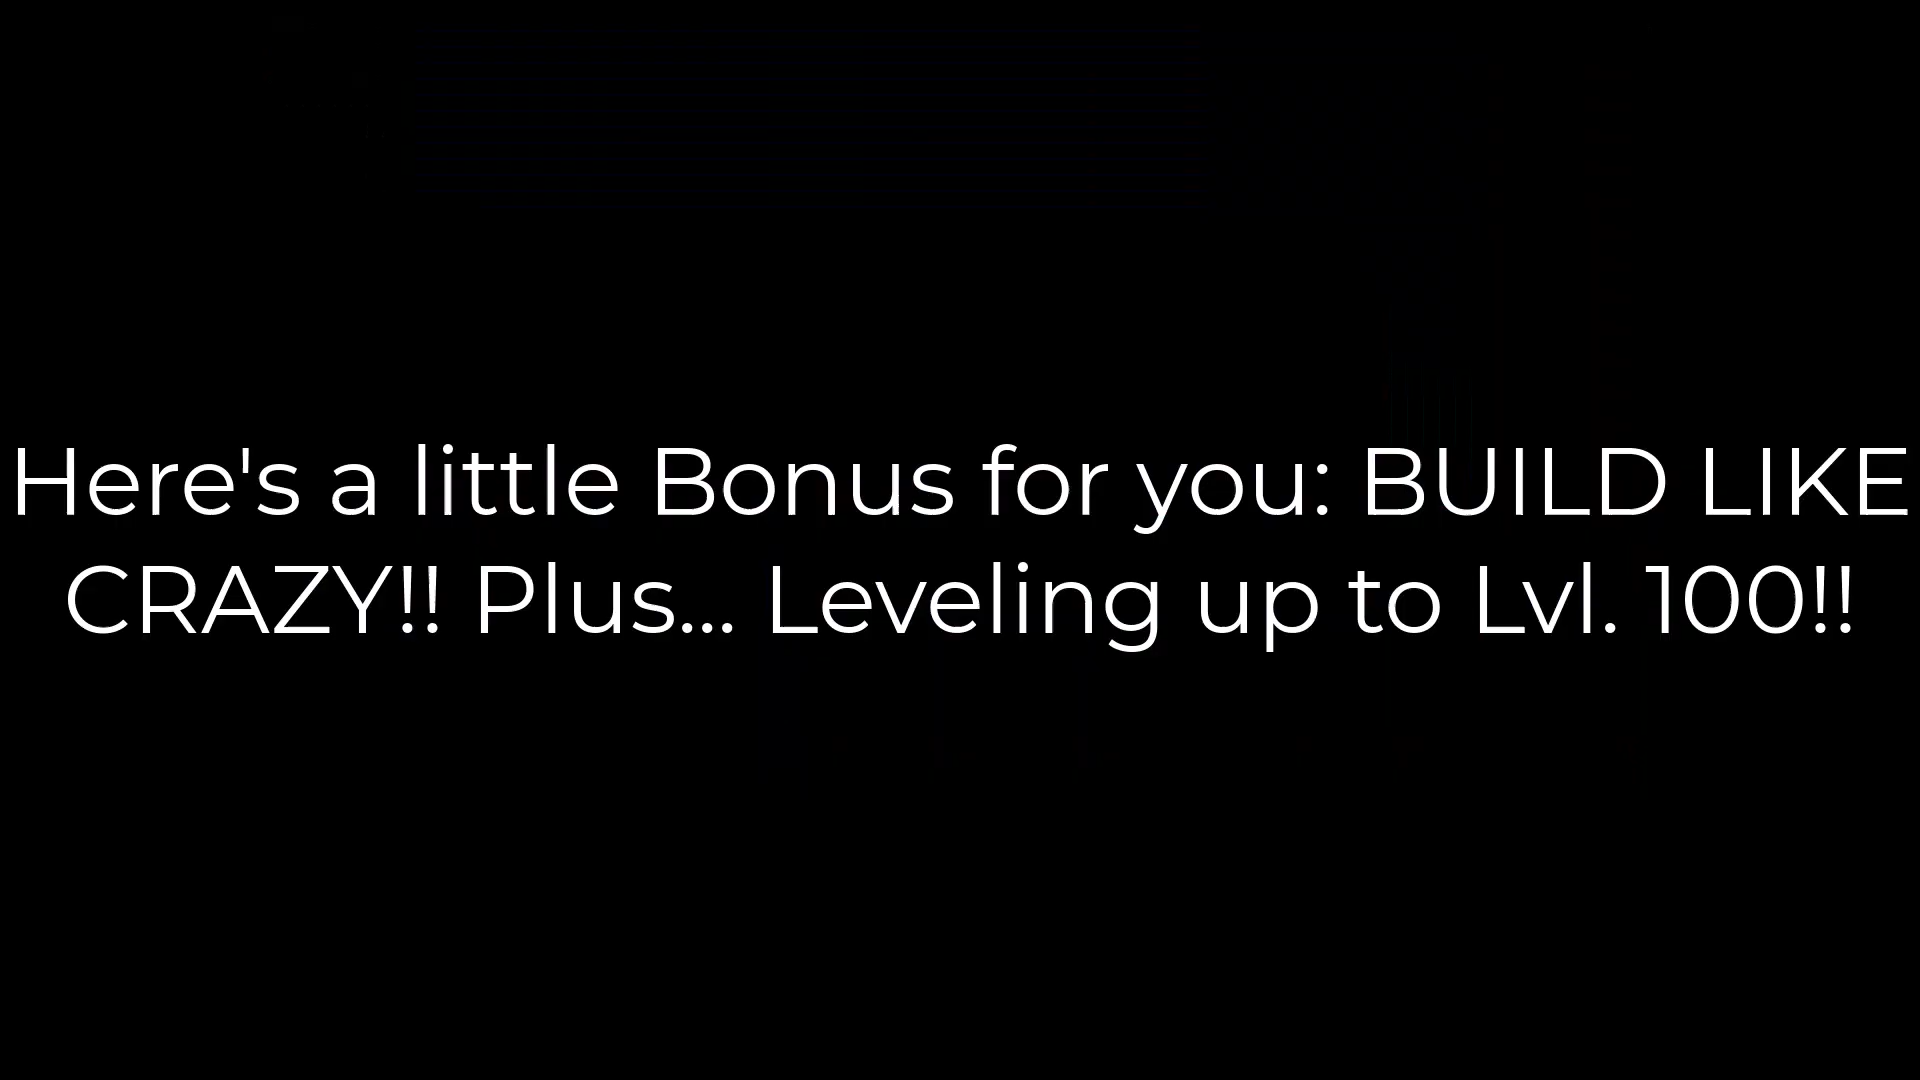 Here's a little Bonus for you: BUILD LIKE
CRAZY!! Plus... Leveling up to Lvl. 100!!